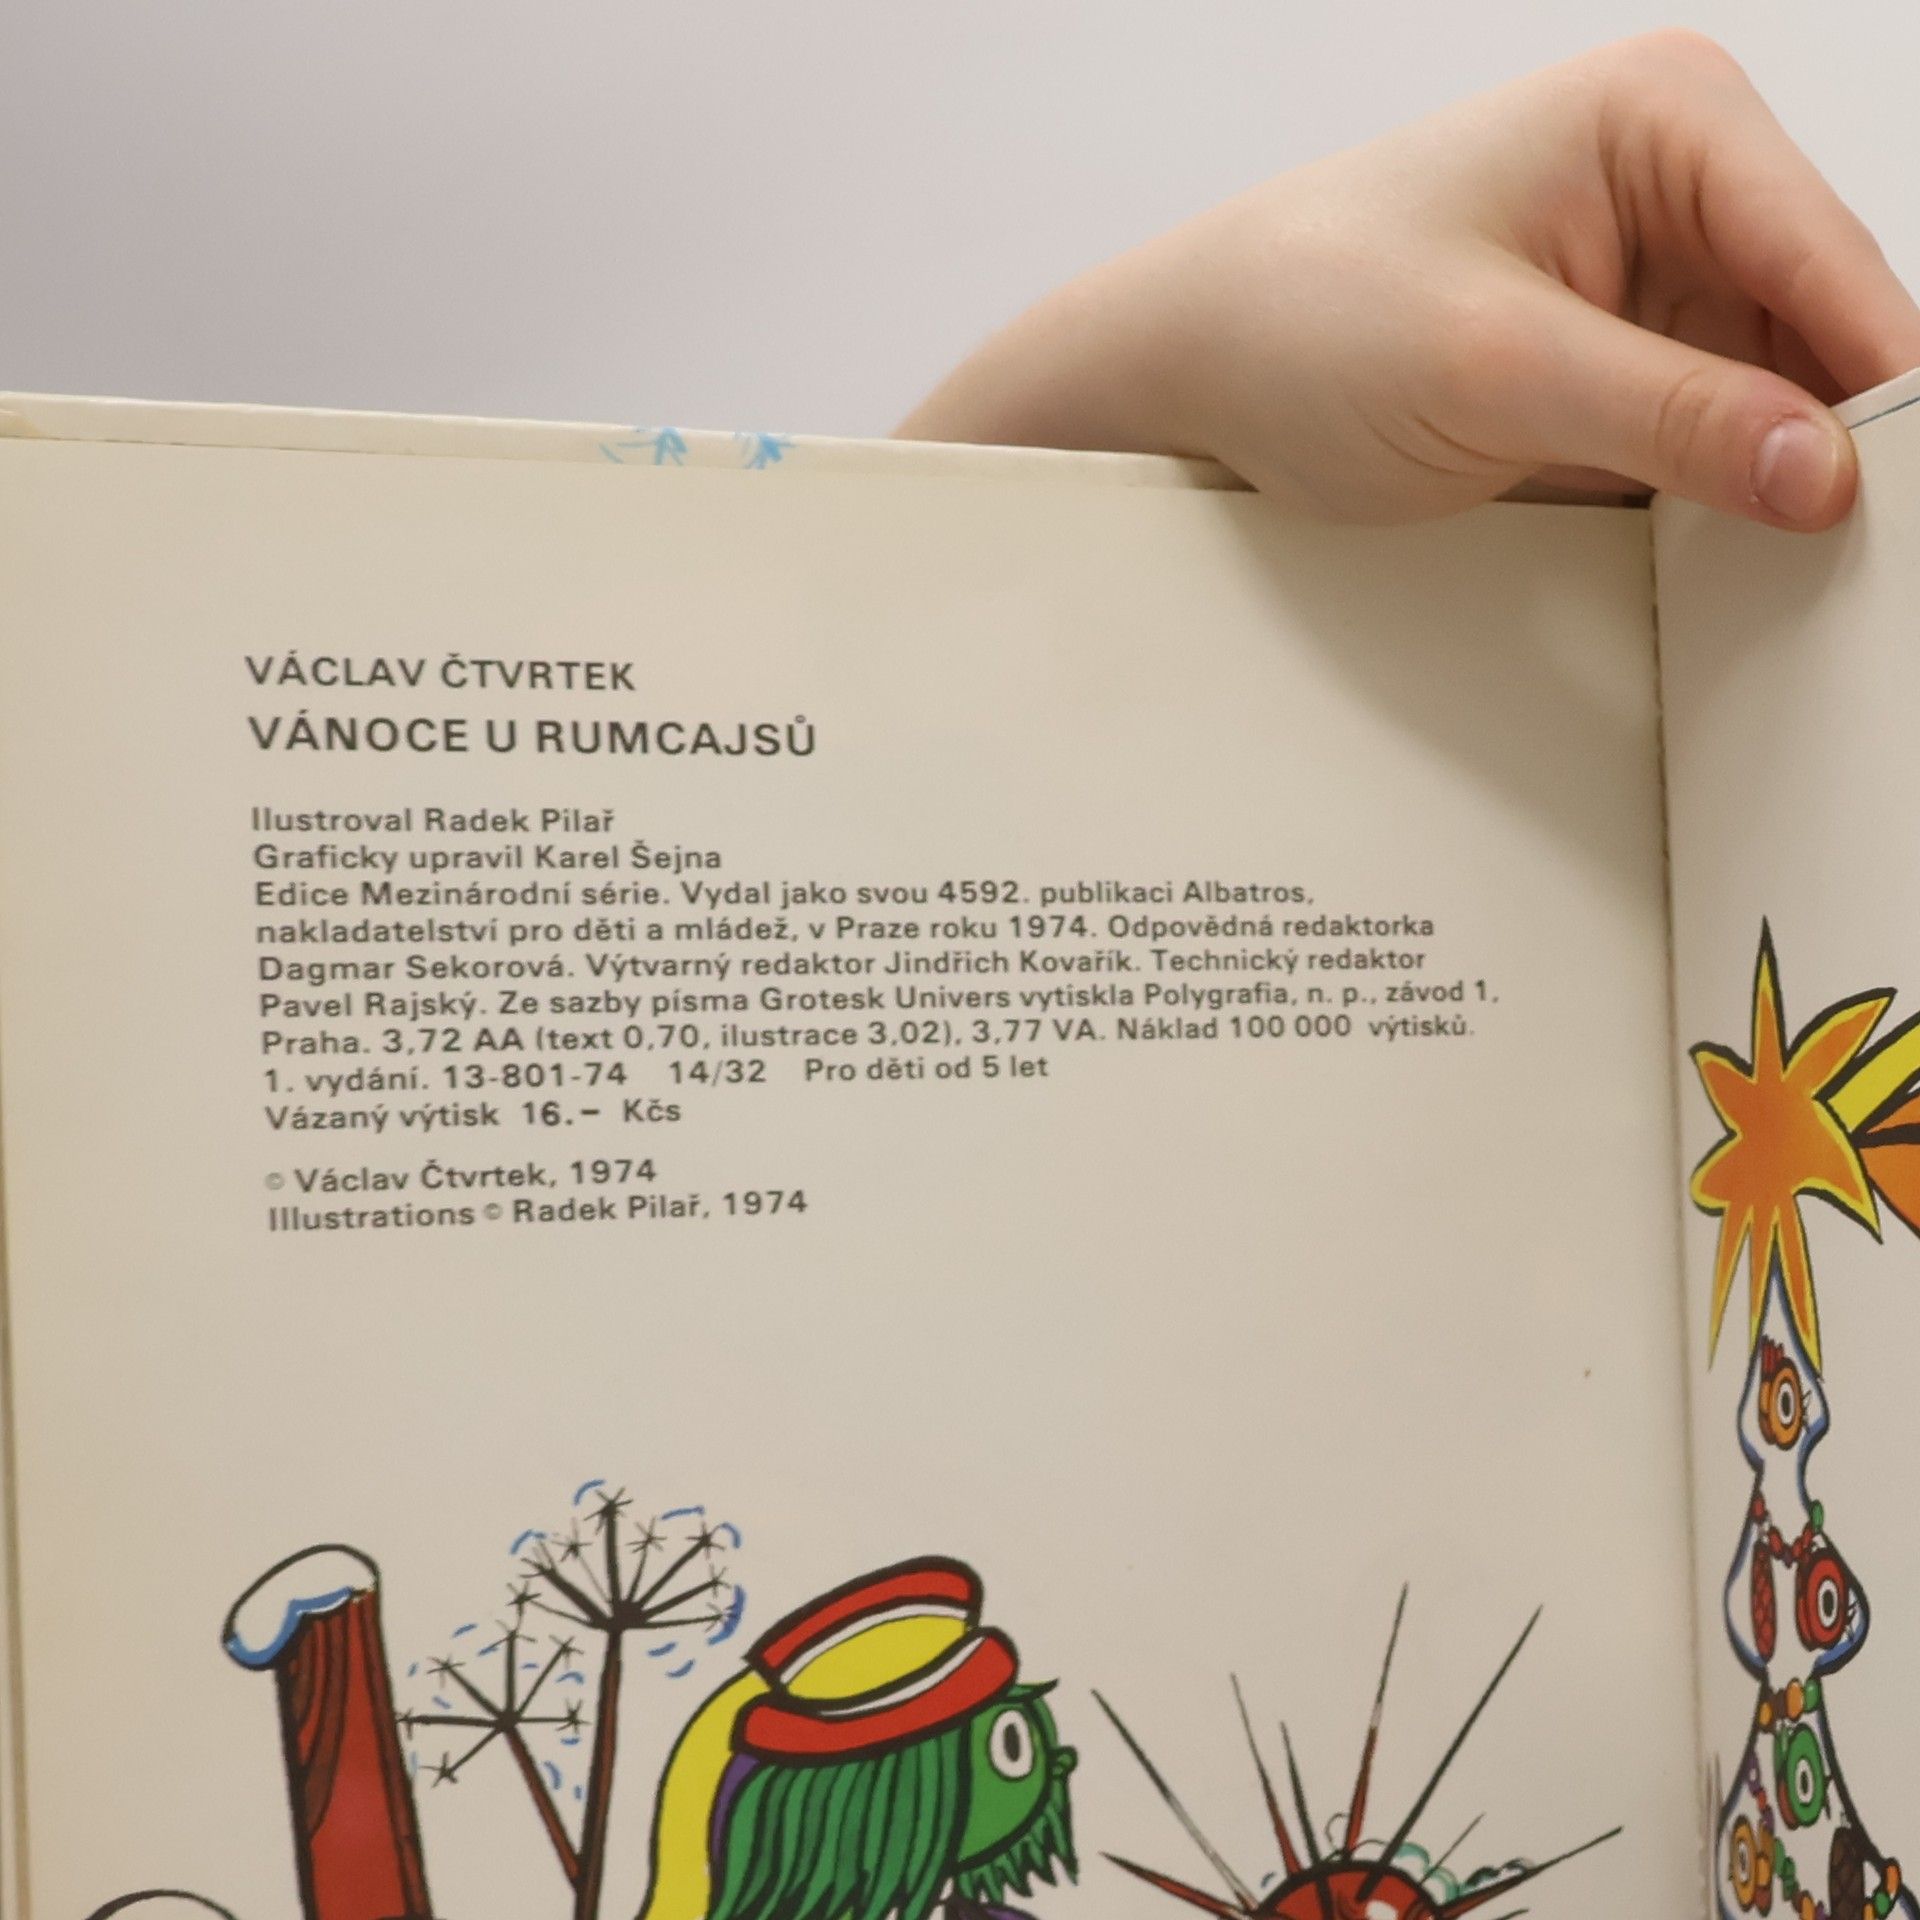 VÁCLAV ČTVRTEK
VÁNOCE U RUMCAJSŮ
Ilustroval Radek Pilař
Graficky upravil Karel Šejna
Edice Mezinárodní série. Vydal jako svou 4592. publikaci Albatros,
nakladatelství pro děti a mládež, v Praze roku 1974. Odpovědná redaktorka
Dagmar Sekorová. Výtvarný redaktor Jindřich Kovařík. Technický redaktor
Pavel Rajský. Ze sazby písma Grotesk Univers vytiskla Polygrafia, n. p., závod 1,
Praha. 3,72 AA (text 0,70, ilustrace 3,02), 3,77 VA. Náklad 100 000 výtisků.
1. vydání. 13-801-74 14/32 Pro děti od 5 let
Vázaný výtisk 16.– Kčs
© Václav Čtvrtek, 1974
Illustrations © Radek Pilař, 1974